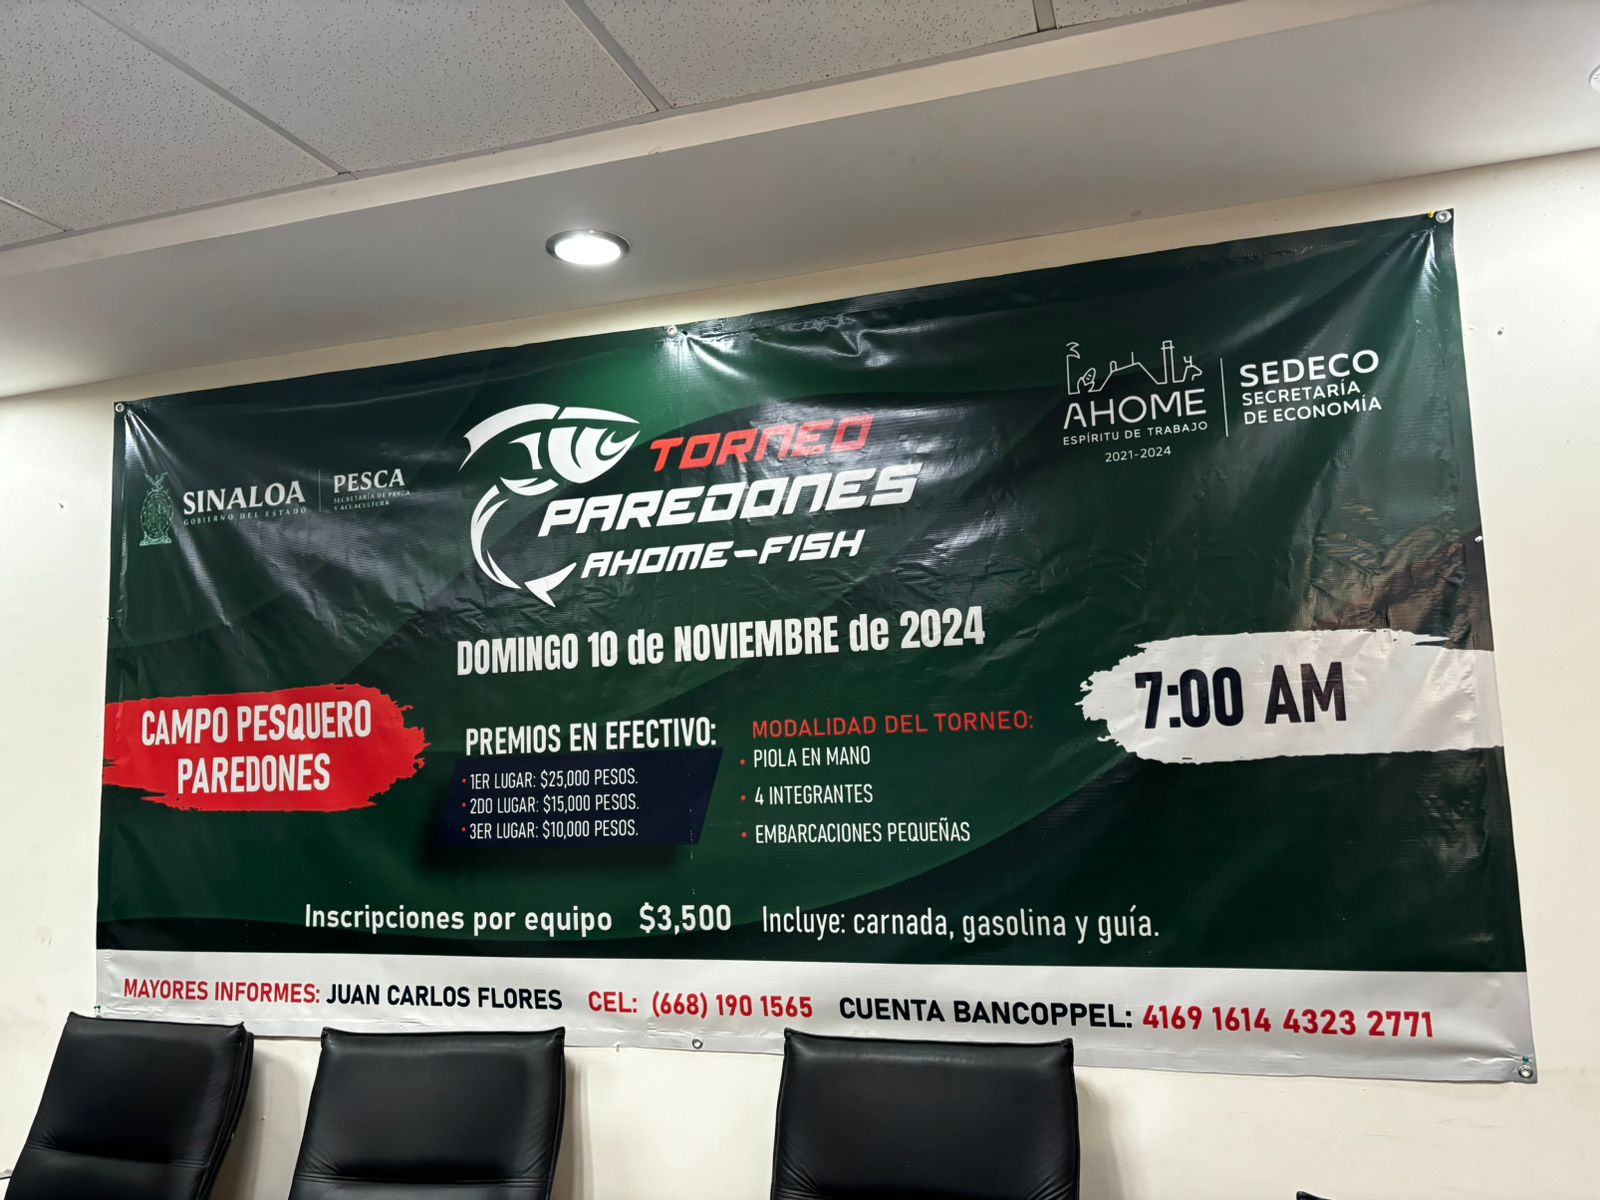 SINALOA
GOBIERNO DEL ESTADO
PESCA
SECRETARÍA DE PESCA
Y ACUACULTURA
TORNEO
PAREDONES
AHOME-FISH
AHOME
ESPÍRITU DE TRABAJO
2021-2024
SEDECO
SECRETARÍA
DE ECONOMÍA
DOMINGO 10 de NOVIEMBRE de 2024
CAMPO PESQUERO
PAREDONES
PREMIOS EN EFECTIVO:
• 1ER LUGAR: $25,000 PESOS.
• 2DO LUGAR: $15,000 PESOS.
• 3ER LUGAR: $10,000 PESOS.
MODALIDAD DEL TORNEO:
• PIOLA EN MANO
• 4 INTEGRANTES
• EMBARCACIONES PEQUEÑAS
7:00 AM
Inscripciones por equipo $3,500 Incluye: carnada, gasolina y guía.
MAYORES INFORMES: JUAN CARLOS FLORES CEL: (668) 190 1565 CUENTA BANCOPPEL: 4169 1614 4323 2771